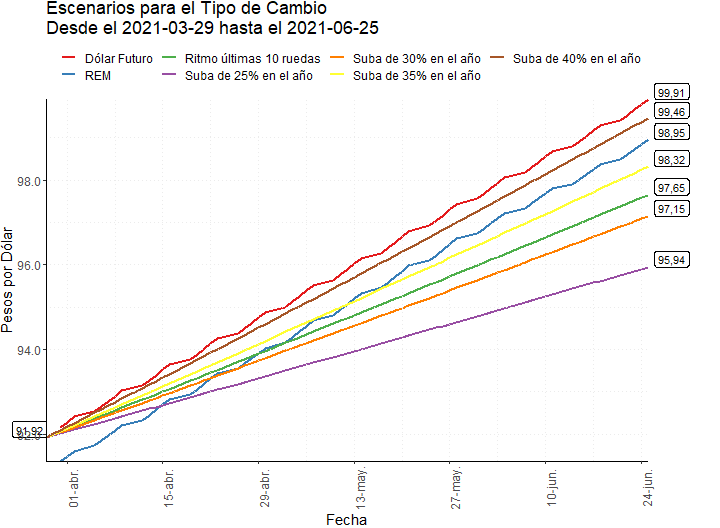 Escenarios para el Tipo de Cambio
Desde el 2021-03-29 hasta el 2021-06-25
Dólar Futuro
Ritmo últimas 10 ruedas
Suba de 30% en el año
Suba de 40% en el año
REM
Suba de 25% en el año
Suba de 35% en el año
99,91
99,46
98,95
98,32
97,65
97,15
95,94
98.0
96.0
94.0
92.0
91,92
Pesos por Dólar
01-abr.
15-abr.
29-abr.
13-may.
27-may.
10-jun.
24-jun.
Fecha